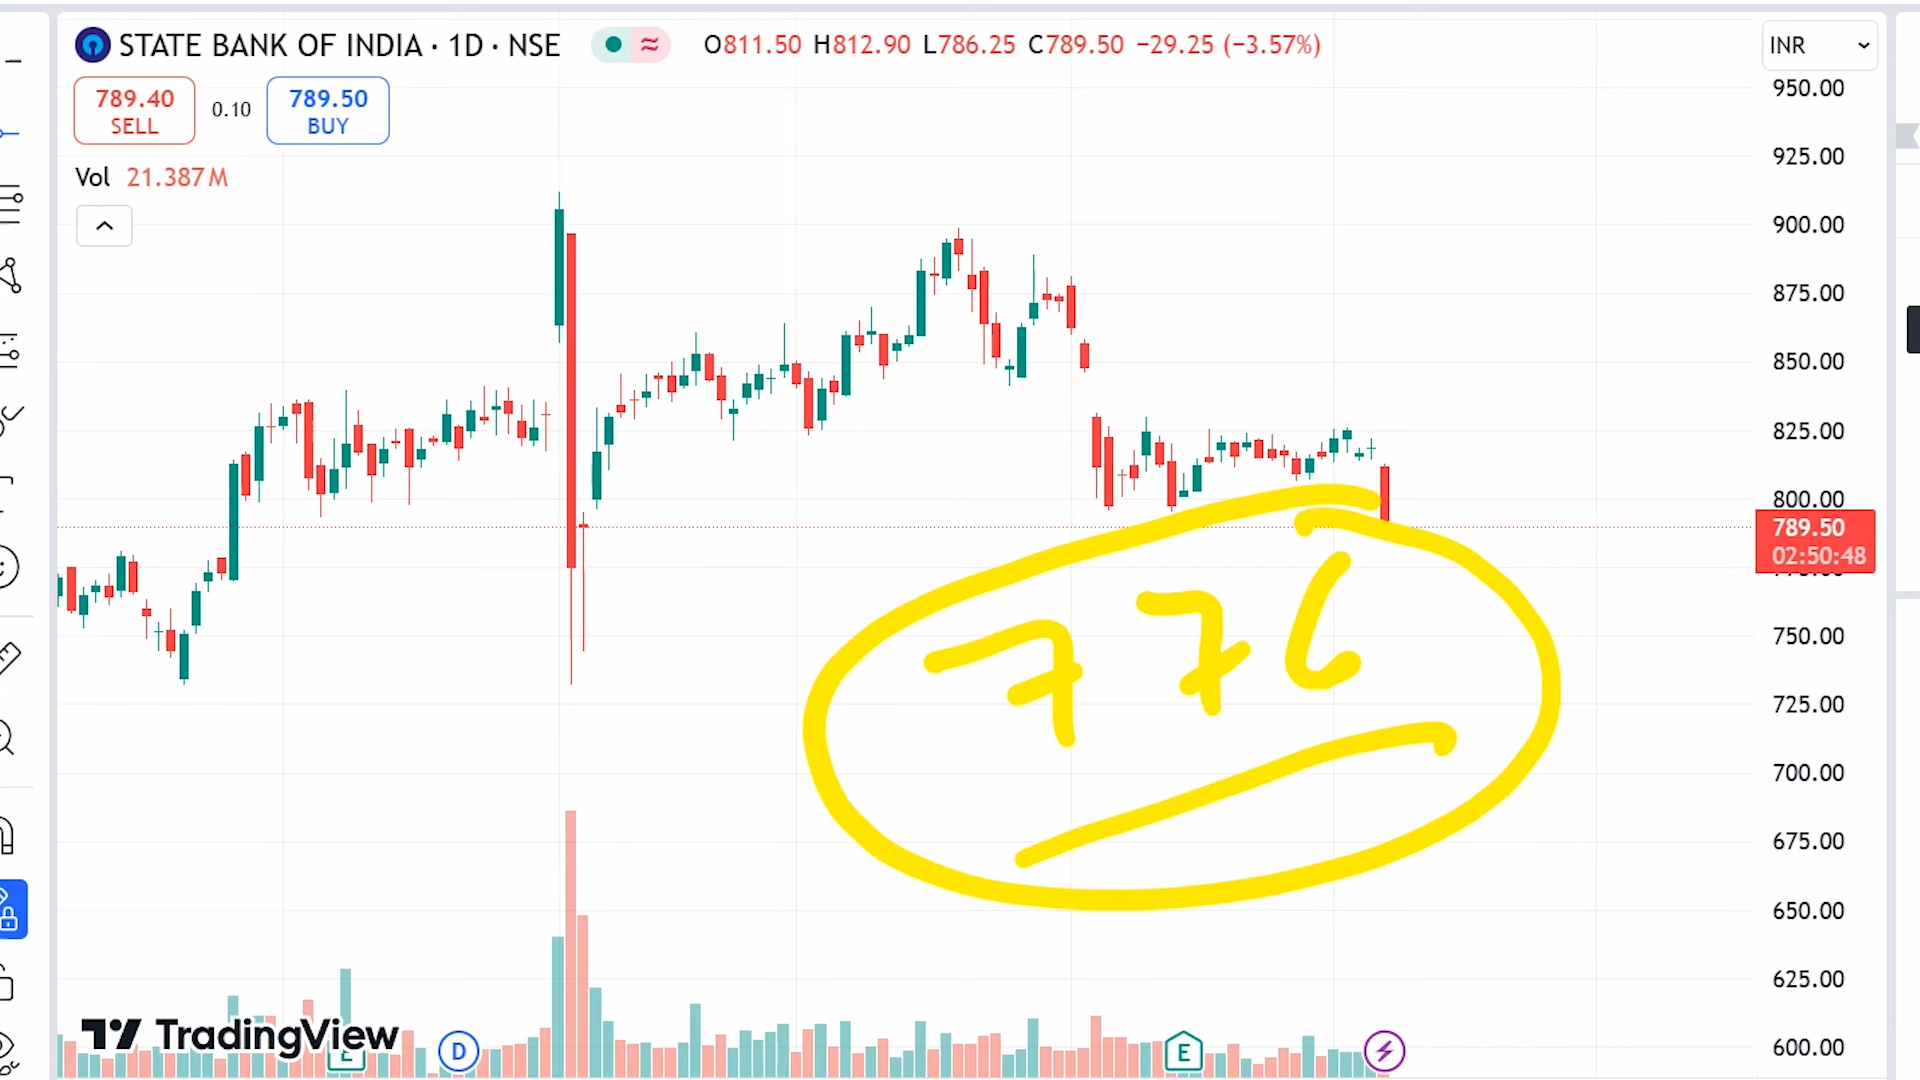 STATE BANK OF INDIA · 1D · NSE O811.50 H812.90 L786.25 C789.50 −29.25 (−3.57%) INR
789.40 0.10 789.50
SELL BUY
Vol 21.387M
950.00
925.00
900.00
875.00
850.00
825.00
800.00
789.50
02:50:48
776
750.00
725.00
700.00
675.00
650.00
625.00
600.00
TradingView
E D E